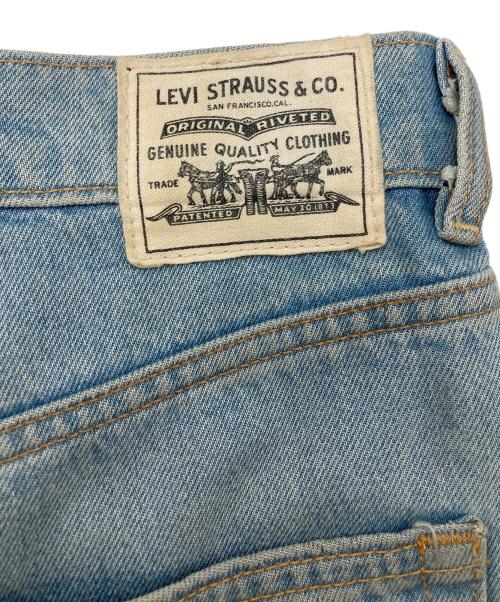 LEVI STRAUSS & CO.
SAN FRANCISCO, CAL.
ORIGINAL RIVETED
GENUINE QUALITY CLOTHING
TRADE MARK
PATENTED MAY 20 1873